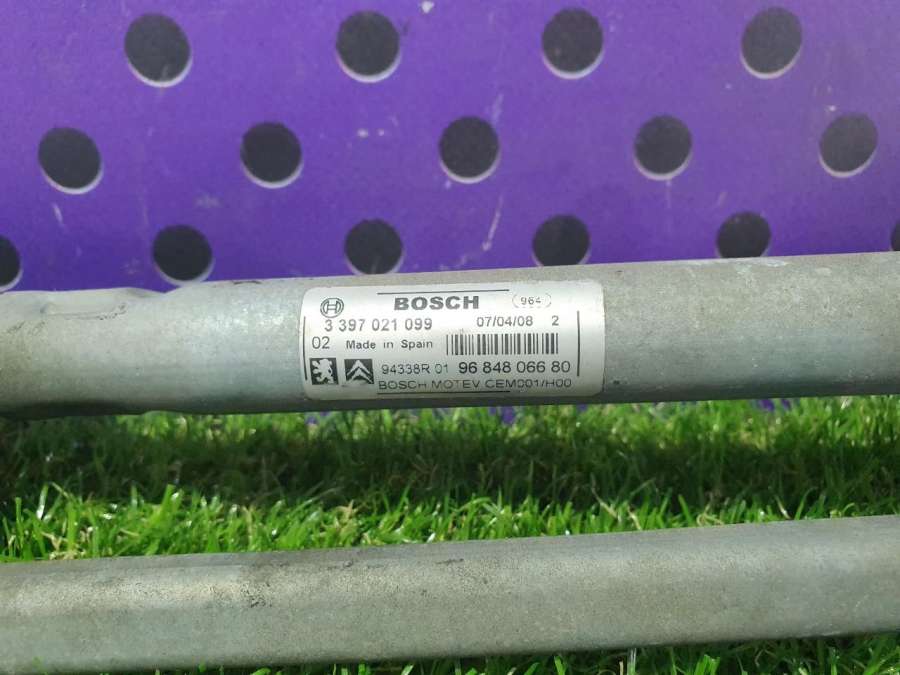 BOSCH 964
3 397 021 099 07/04/08 2
02 Made in Spain
94338R 01 96 848 066 80
BOSCH MOTEV CEM001/H00